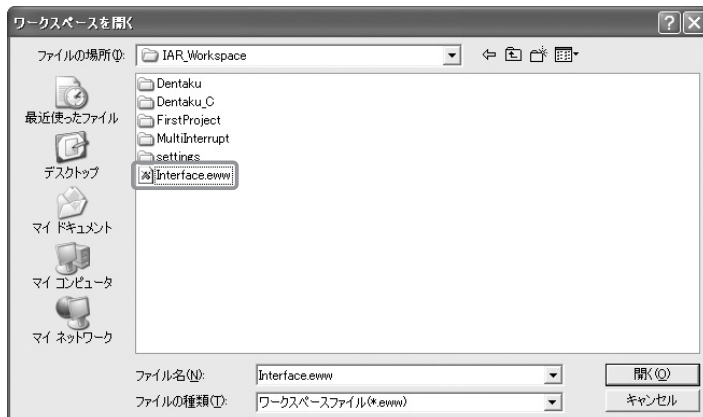 ワークスペースを開く
ファイルの場所(I):
IAR_Workspace
最近使ったファイル
デスクトップ
マイ ドキュメント
マイ コンピュータ
マイ ネットワーク
Dentaku
Dentaku_C
FirstProject
MultiInterrupt
settings
Interface.eww
ファイル名(N):
Interface.eww
開く(O)
ファイルの種類(T):
ワークスペースファイル(*.eww)
キャンセル